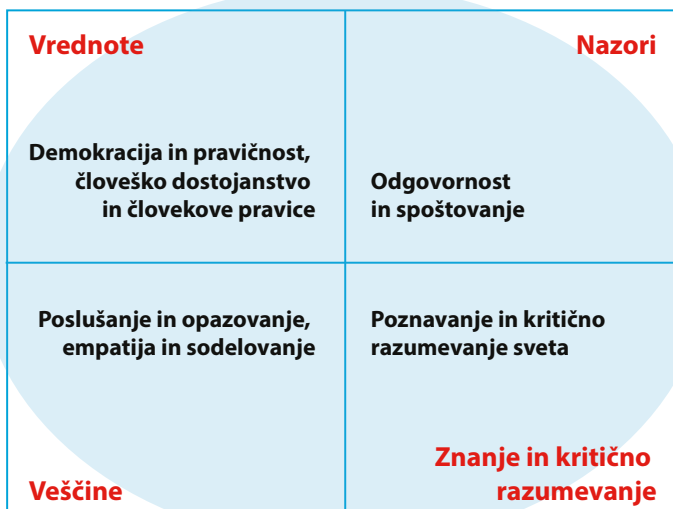 Vrednote
Nazori
Demokracija in pravičnost,
človeško dostojanstvo
in človekove pravice
Odgovornost
in spoštovanje
Poslušanje in opazovanje,
empatija in sodelovanje
Poznavanje in kritično
razumevanje sveta
Veščine
Znanje in kritično
razumevanje